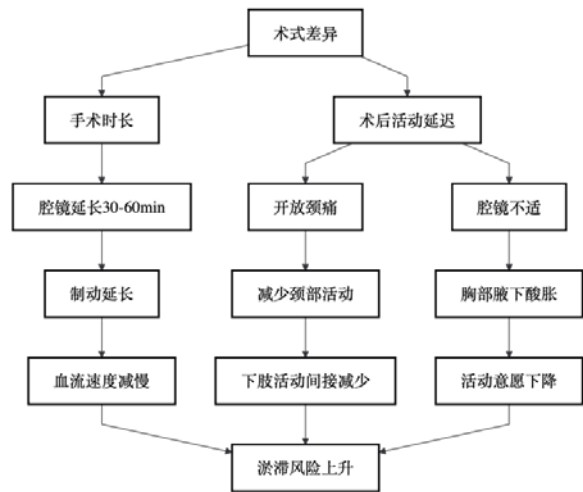 术式差异
手术时长
术后活动延迟
腔镜延长30-60min
开放颈痛
腔镜不适
制动延长
减少颈部活动
胸部腋下酸胀
血流速度减慢
下肢活动间接减少
活动意愿下降
淤滞风险上升